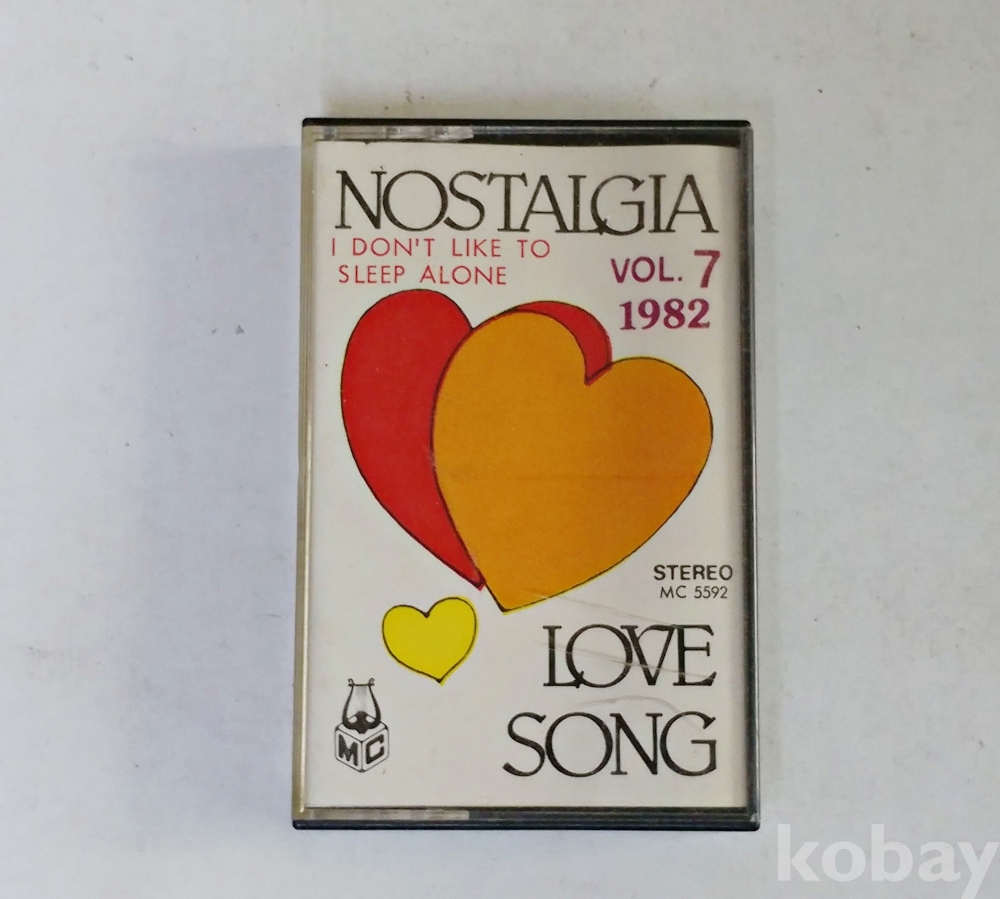 NOSTALGIA
I DON'T LIKE TO
SLEEP ALONE
VOL. 7
1982
STEREO
MC 5592
LOVE
SONG
MC
kobay